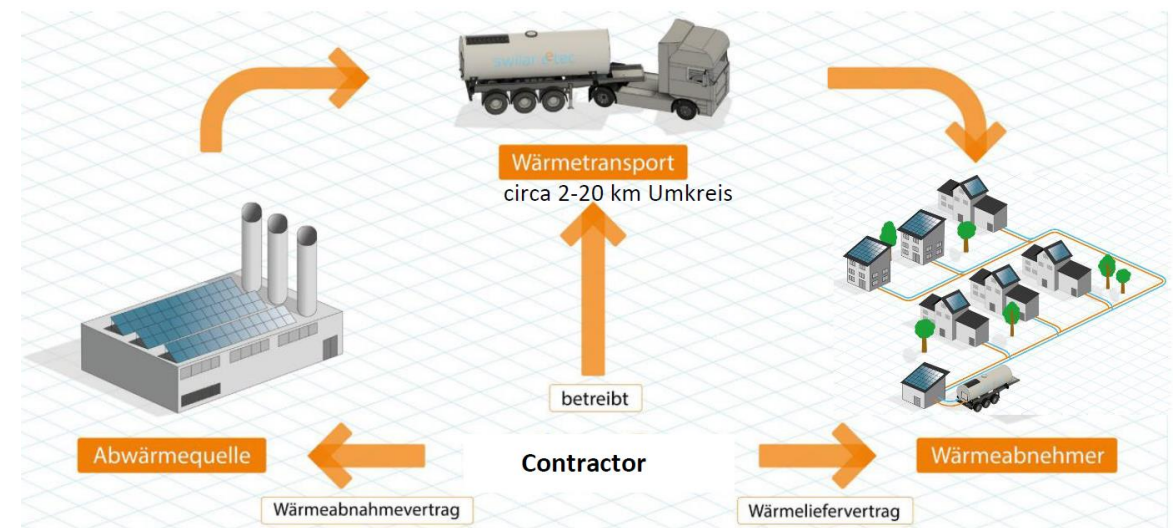 Wärmetransport
circa 2-20 km Umkreis
betreibt
Abwärmequelle
Contractor
Wärmeabnehmer
Wärmeabnahmevertrag
Wärmeliefervertrag